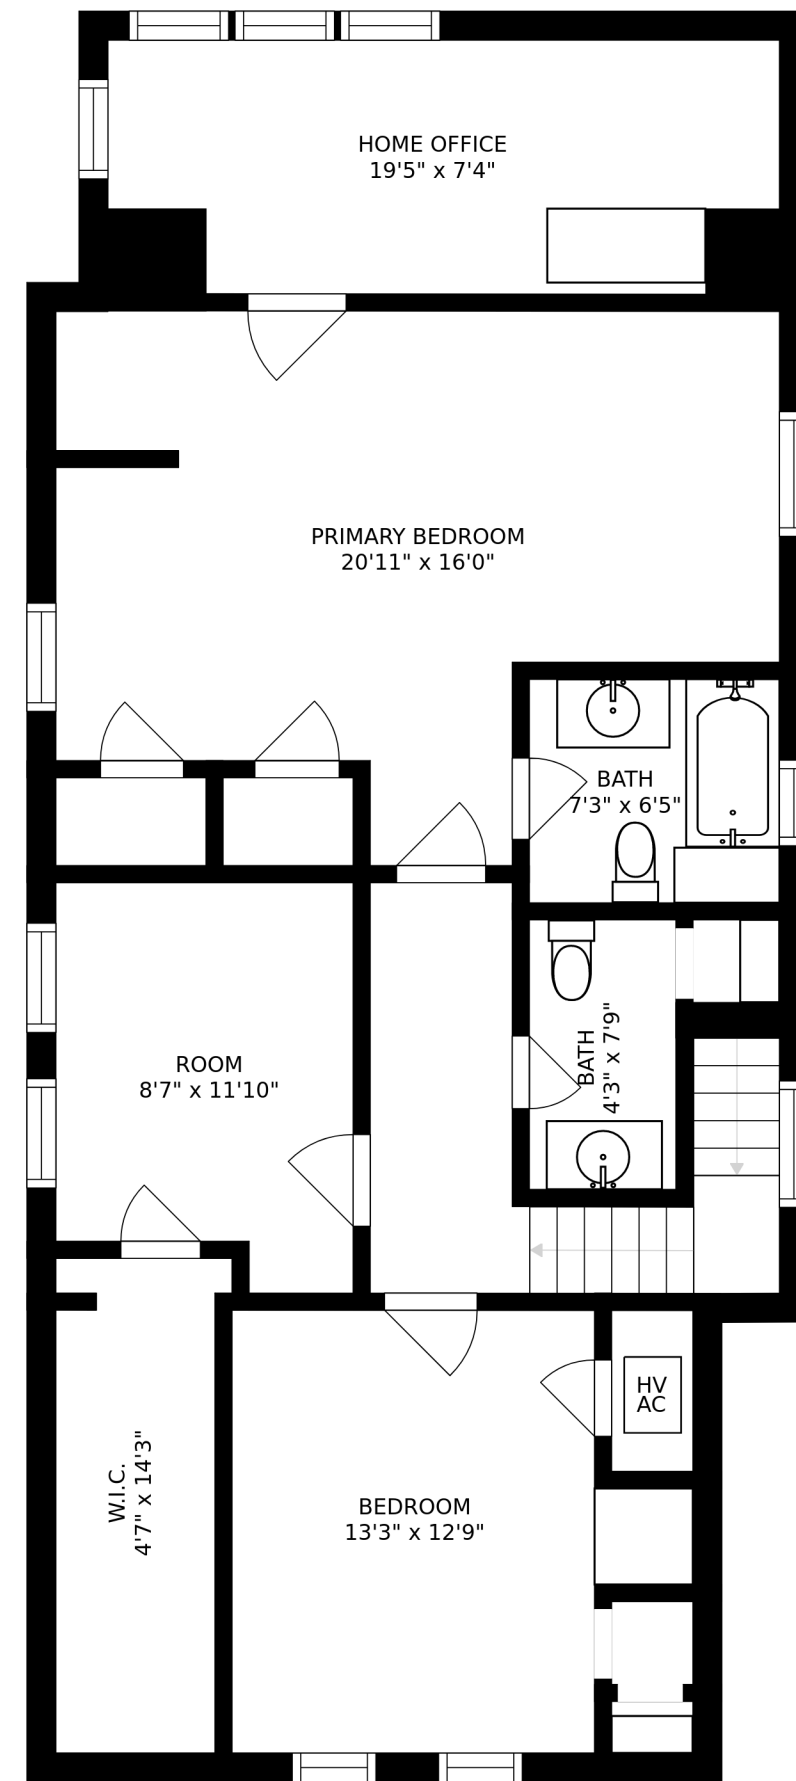 HOME OFFICE
19'5" x 7'4"
PRIMARY BEDROOM
20'11" x 16'0"
BATH
7'3" x 6'5"
BATH
4'3" x 7'9"
ROOM
8'7" x 11'10"
HV
AC
W.I.C.
4'7" x 14'3"
BEDROOM
13'3" x 12'9"